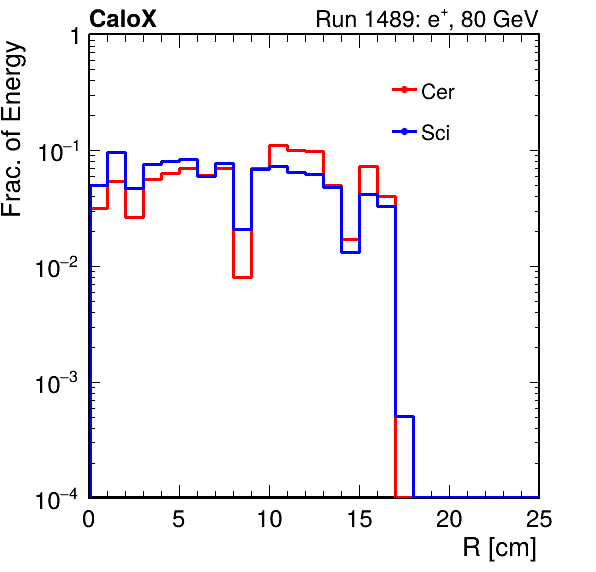 CaloX Run 1489: e⁺, 80 GeV
Frac. of Energy
1
10⁻¹
10⁻²
10⁻³
10⁻⁴
Cer
Sci
0 5 10 15 20 25
R [cm]